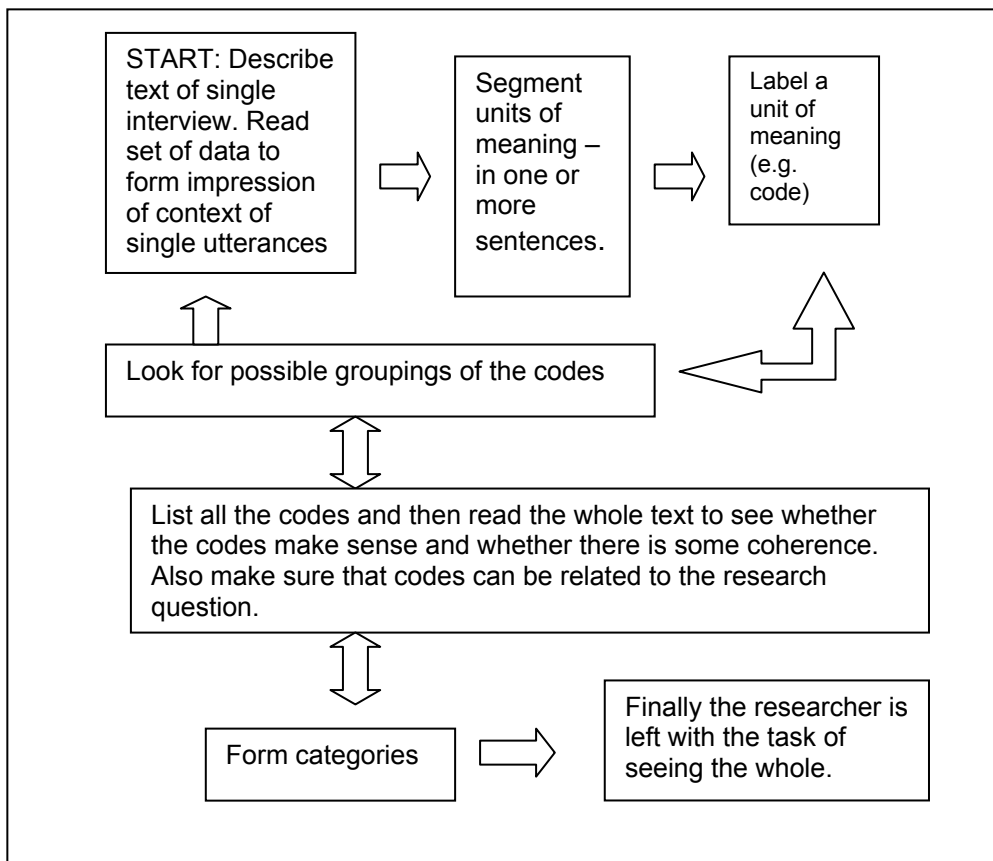 START: Describe
text of single
interview. Read
set of data to
form impression
of context of
single utterances
Segment
units of
meaning –
in one or
more
sentences.
Label a
unit of
meaning
(e.g.
code)
Look for possible groupings of the codes
List all the codes and then read the whole text to see whether
the codes make sense and whether there is some coherence.
Also make sure that codes can be related to the research
question.
Form categories
Finally the researcher is
left with the task of
seeing the whole.